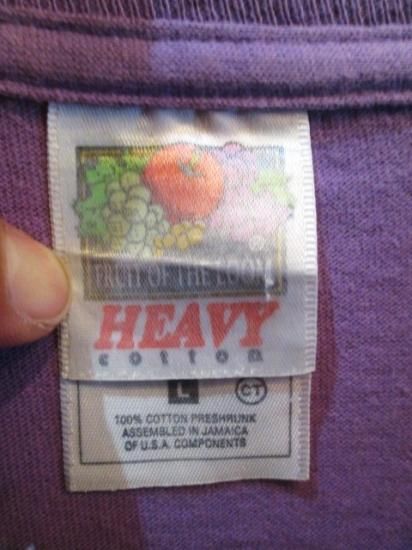 FRUIT OF THE LOOM
®
HEAVY
cotton
L CT
100% COTTON PRESHRUNK
ASSEMBLED IN JAMAICA
OF U.S.A. COMPONENTS